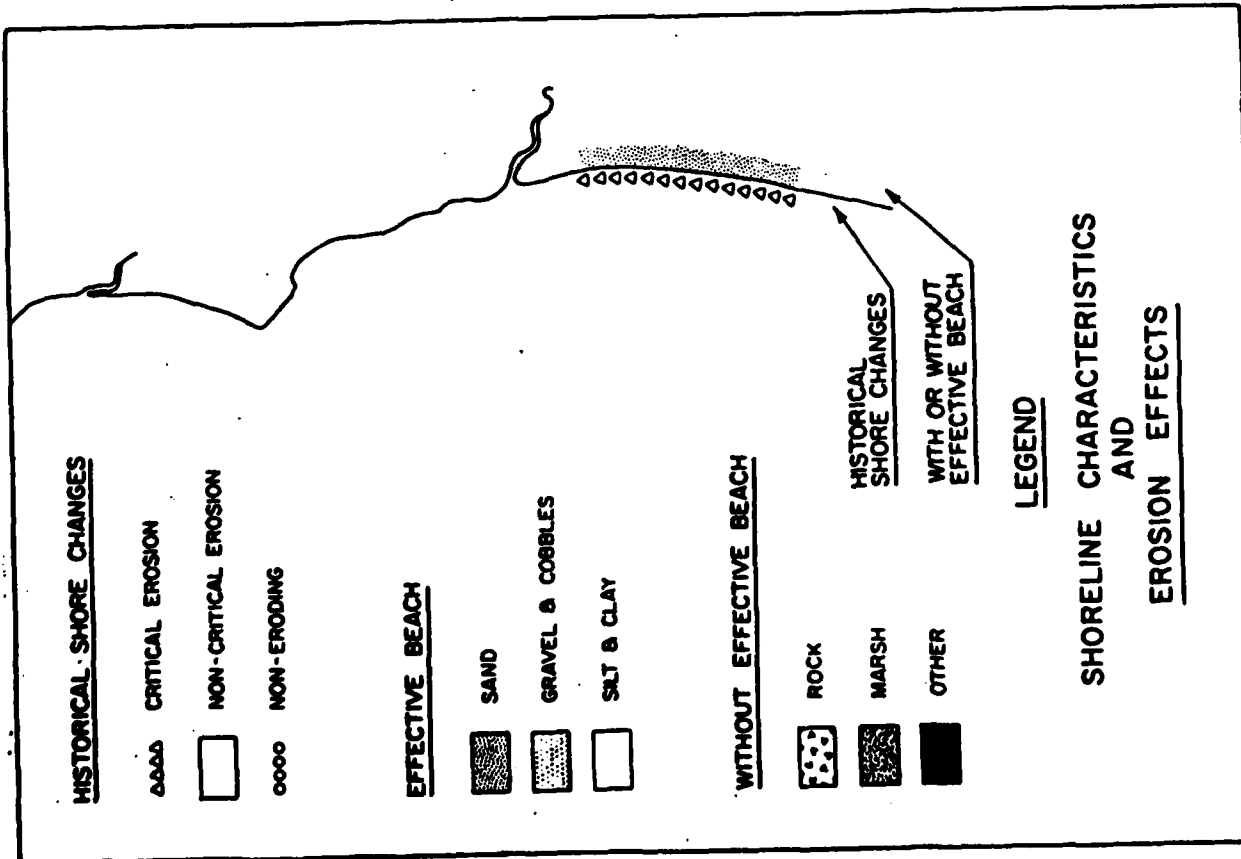 HISTORICAL SHORE CHANGES
CRITICAL EROSION
NON-CRITICAL EROSION
NON-ERODING
EFFECTIVE BEACH
SAND
GRAVEL & COBBLES
SILT & CLAY
WITHOUT EFFECTIVE BEACH
ROCK
MARSH
OTHER
HISTORICAL
SHORE CHANGES
WITH OR WITHOUT
EFFECTIVE BEACH
LEGEND
SHORELINE CHARACTERISTICS
AND
EROSION EFFECTS